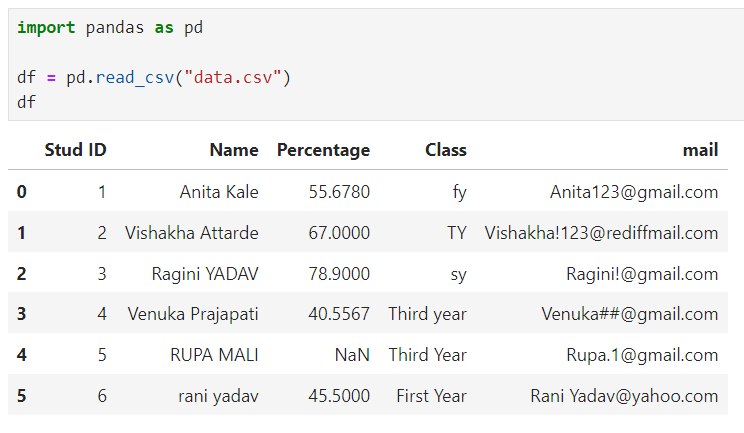 import pandas as pd
df = pd.read_csv("data.csv")
df
Stud ID Name Percentage Class mail
0 1 Anita Kale 55.6780 fy Anita123@gmail.com
1 2 Vishakha Attarde 67.0000 TY Vishakha!123@rediffmail.com
2 3 Ragini YADAV 78.9000 sy Ragini!@gmail.com
3 4 Venuka Prajapati 40.5567 Third year Venuka##@gmail.com
4 5 RUPA MALI NaN Third Year Rupa.1@gmail.com
5 6 rani yadav 45.5000 First Year Rani Yadav@yahoo.com